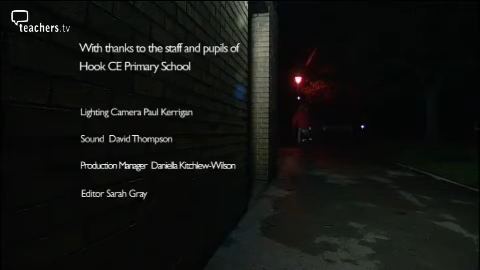 teachers.tv
With thanks to the staff and pupils of
Hook CE Primary School
Lighting Camera Paul Kerrigan
Sound David Thompson
Production Manager Daniella Kitchlew-Wilson
Editor Sarah Gray